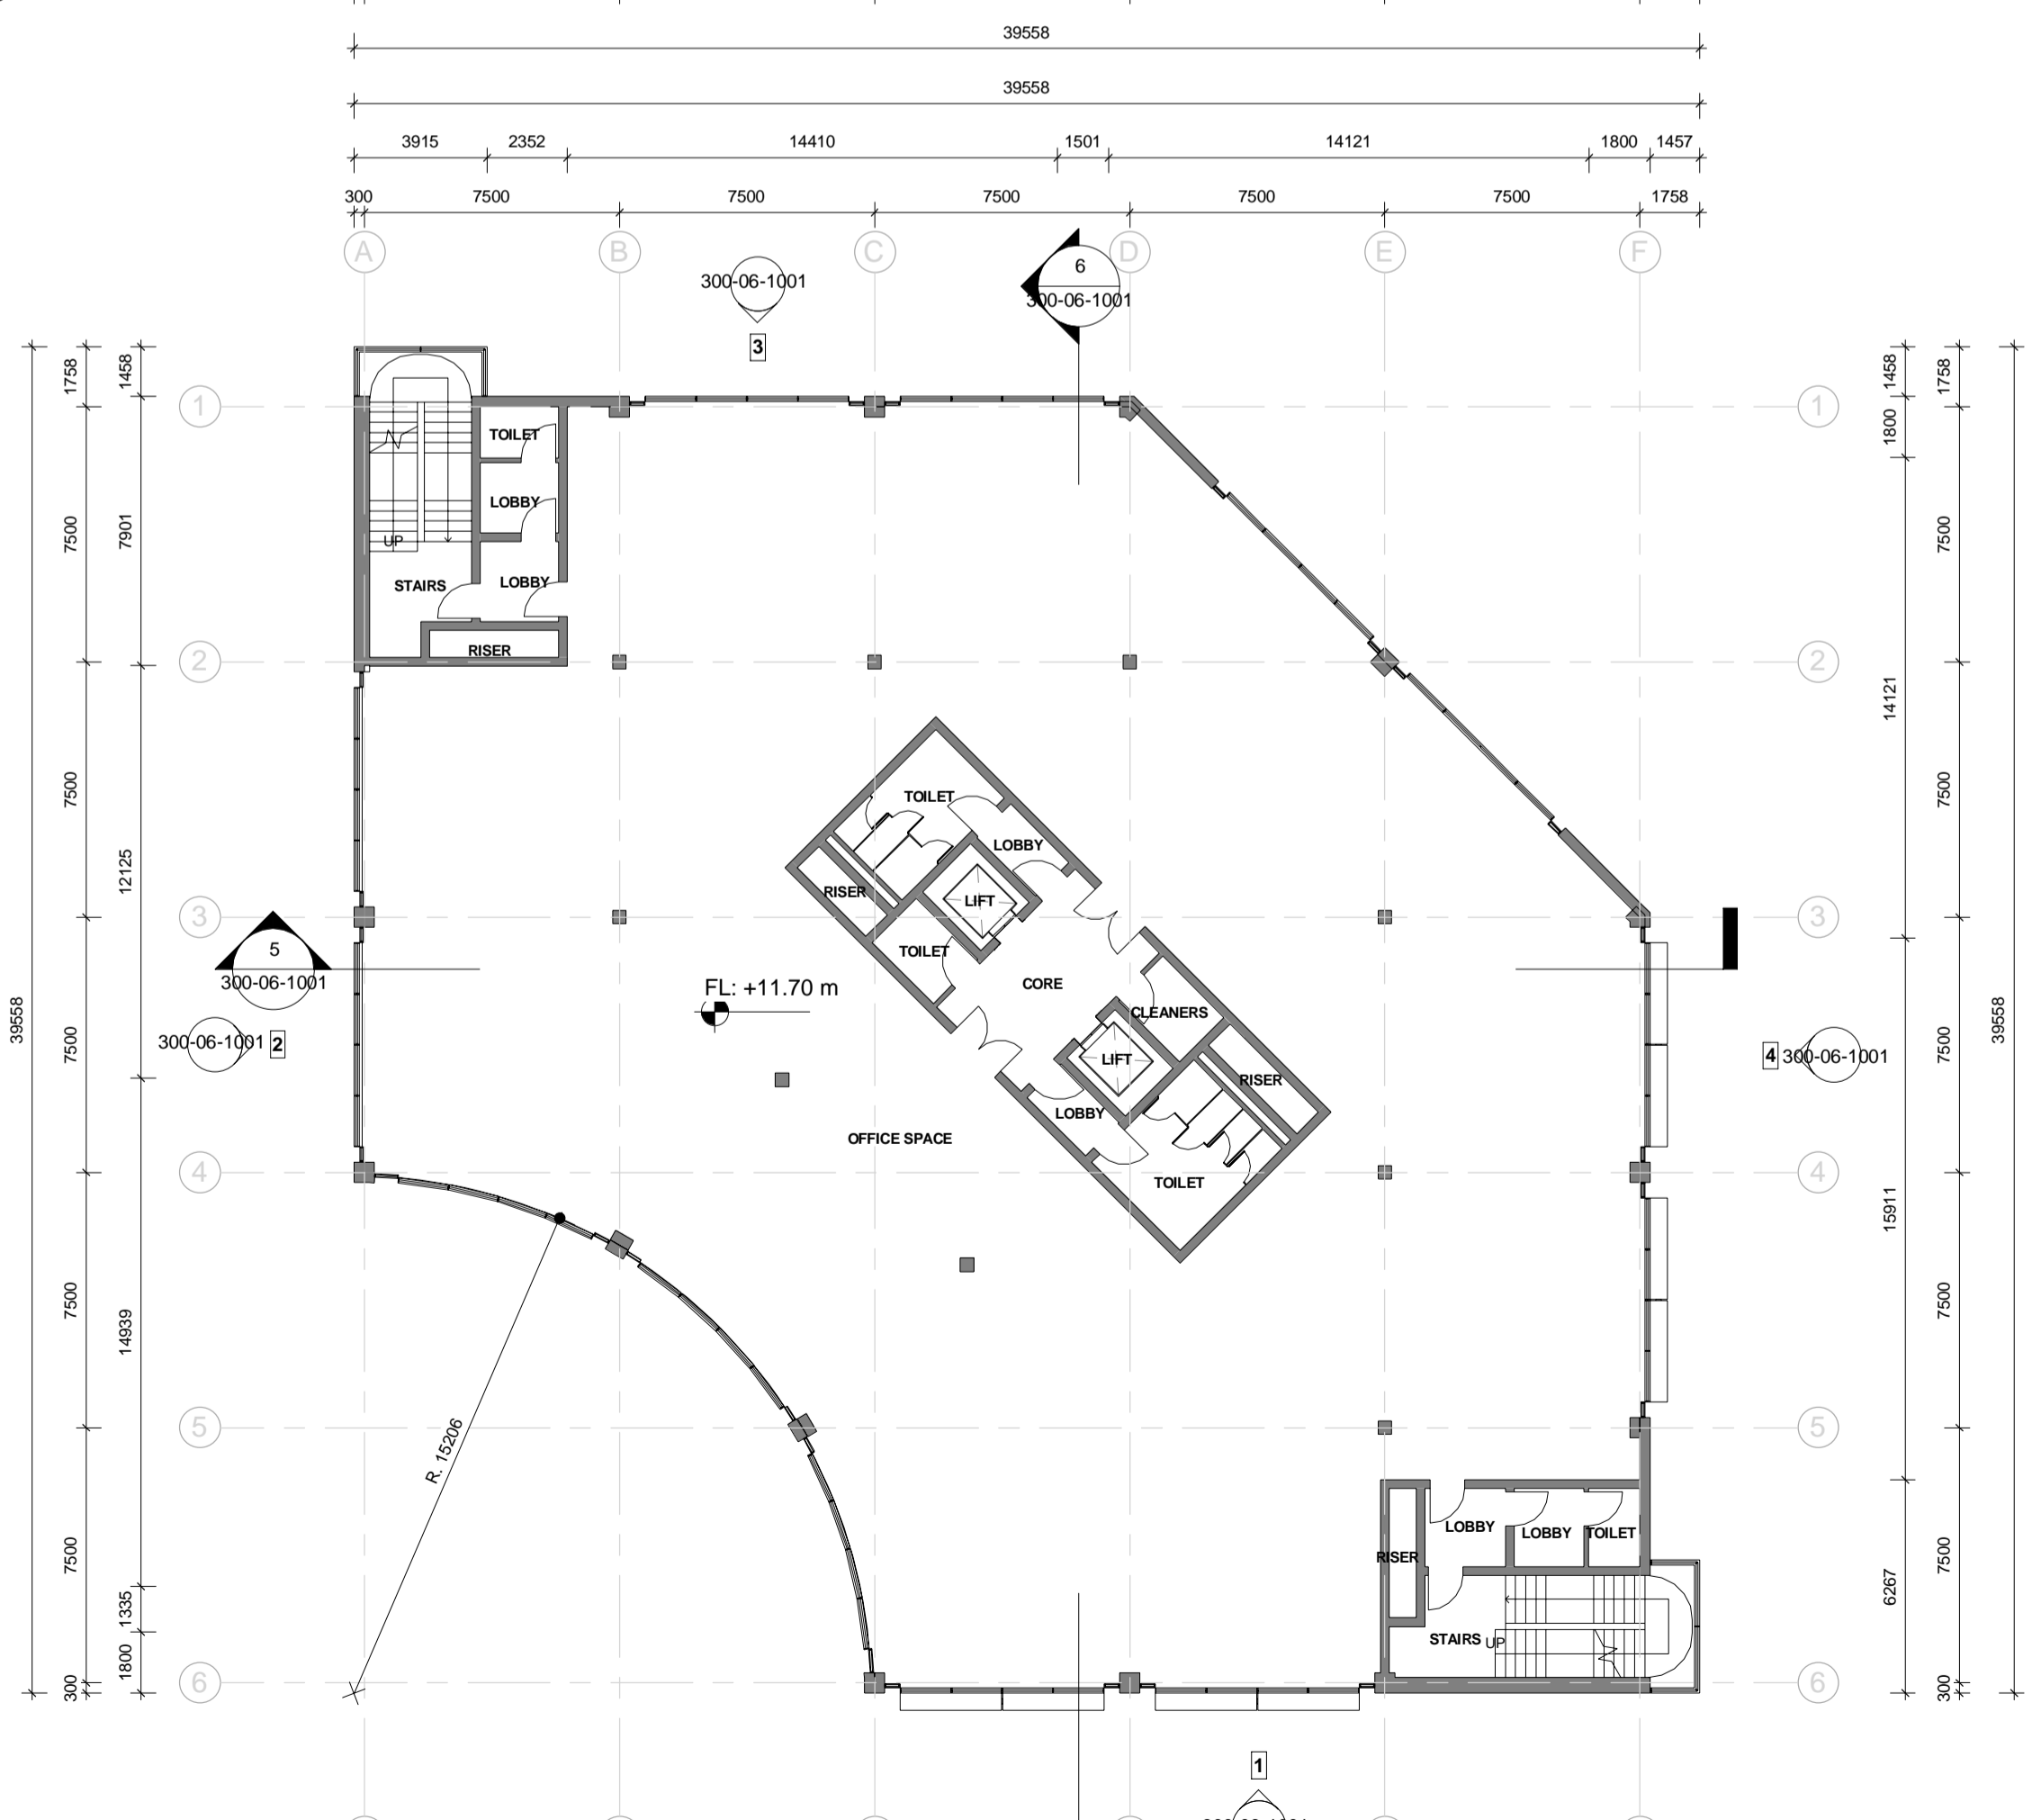 39558
39558
3915 2352 14410 1501 14121 1800 1457
300 7500 7500 7500 7500 7500 1758
A B C D E F
300-06-1001
3
6
300-06-1001
1758 1458 1458 1758
1 1
1800
7500 7901 7500
TOILET
LOBBY
UP
STAIRS LOBBY
RISER
2 2
14121
7500 12125 7500
TOILET
LOBBY
RISER LIFT
3 3
TOILET
5
300-06-1001
FL: +11.70 m
CORE
CLEANERS
39558 39558
300-06-1001 2
7500 7500
4 300-06-1001
LIFT
RISER
LOBBY
OFFICE SPACE
4 4
TOILET
15911
7500 14939 7500
5 5
R. 15206
LOBBY LOBBY TOILET
RISER
7500 1335 6267 7500
STAIRS UP
1800
300 300
6 6
1